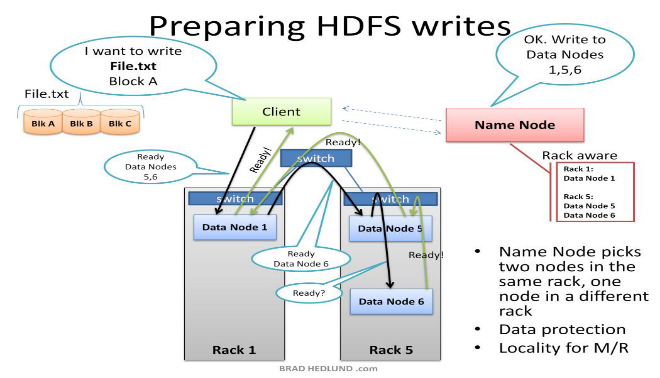 Preparing HDFS writes
I want to write
File.txt
Block A
OK. Write to
Data Nodes
1,5,6
File.txt
Blk A Blk B Blk C
Client
Name Node
Ready
Data Nodes
5,6
Ready!
Ready!
switch
Rack aware
Rack 1:
Data Node 1
Rack 5:
Data Node 5
Data Node 6
switch
switch
Data Node 1
Data Node 5
Ready
Data Node 6
Ready!
Ready?
Data Node 6
Rack 1
Rack 5
• Name Node picks
two nodes in the
same rack, one
node in a different
rack
• Data protection
• Locality for M/R
BRAD HEDLUND .com